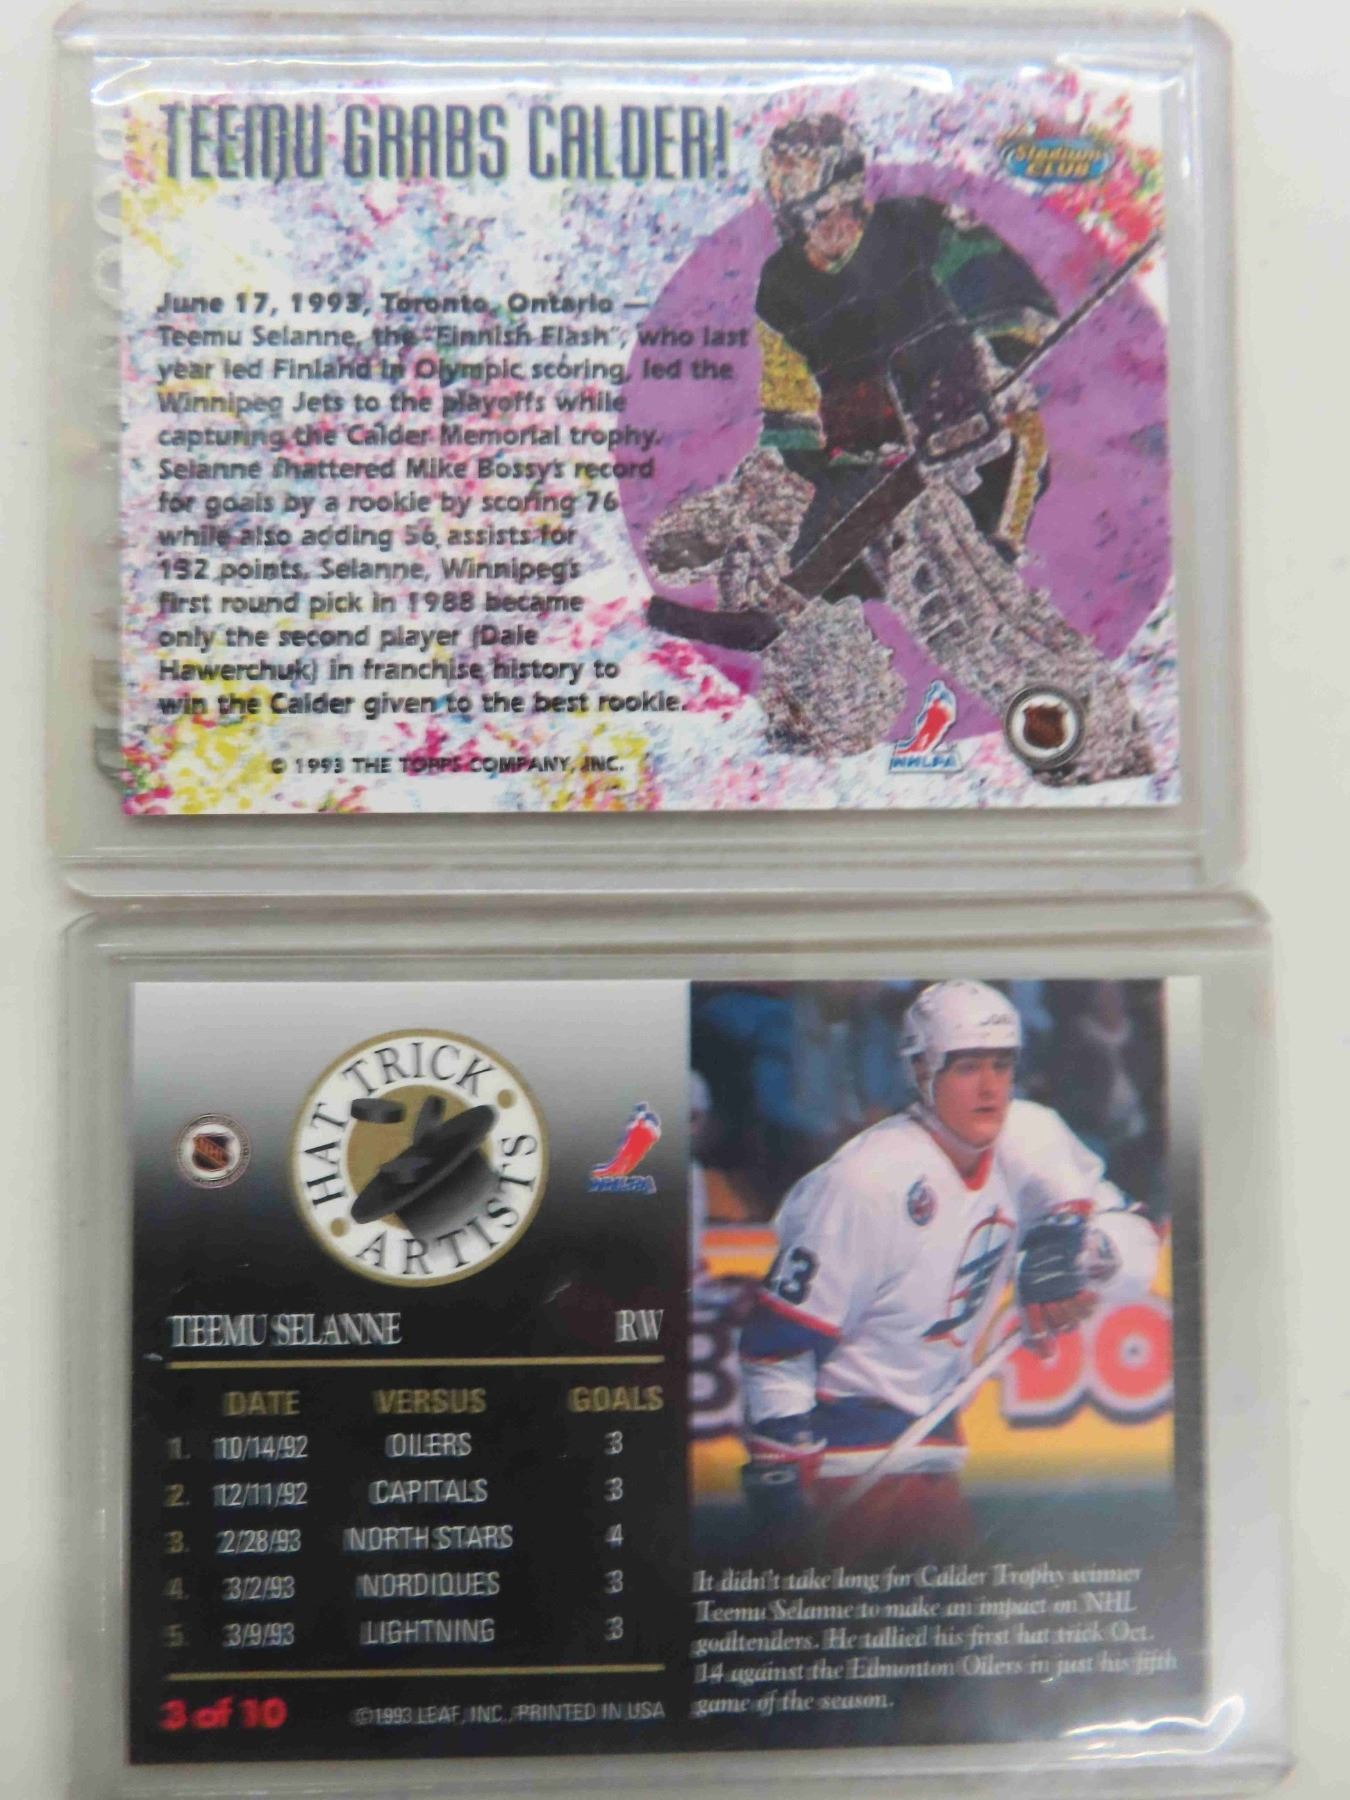 TEEMU GRABS CALDER!
Stadium
CLUB
June 17, 1993, Toronto, Ontario —
Teemu Selanne, the "Finnish Flash", who last
year led Finland in Olympic scoring, led the
Winnipeg Jets to the playoffs while
capturing the Calder Memorial trophy.
Selanne shattered Mike Bossy's record
for goals by a rookie by scoring 76
while also adding 56 assists for
132 points. Selanne, Winnipeg's
first round pick in 1988 became
only the second player (Dale
Hawerchuk) in franchise history to
win the Calder given to the best rookie.
© 1993 THE TOPPS COMPANY, INC.
NHLPA
HAT TRICK
ARTISTS
NHL
NHLPA
TEEMU SELANNE RW
DATE VERSUS GOALS
1. 10/14/92 OILERS 3
2. 12/11/92 CAPITALS 3
3. 2/28/93 NORTH STARS 4
4. 3/2/93 NORDIQUES 3
5. 3/9/93 LIGHTNING 3
3 of 10 ©1993 LEAF, INC., PRINTED IN USA
13
DO
It didn't take long for Calder Trophy winner
Teemu Selanne to make an impact on NHL
goaltenders. He tallied his first hat trick Oct.
14 against the Edmonton Oilers in just his fifth
game of the season.